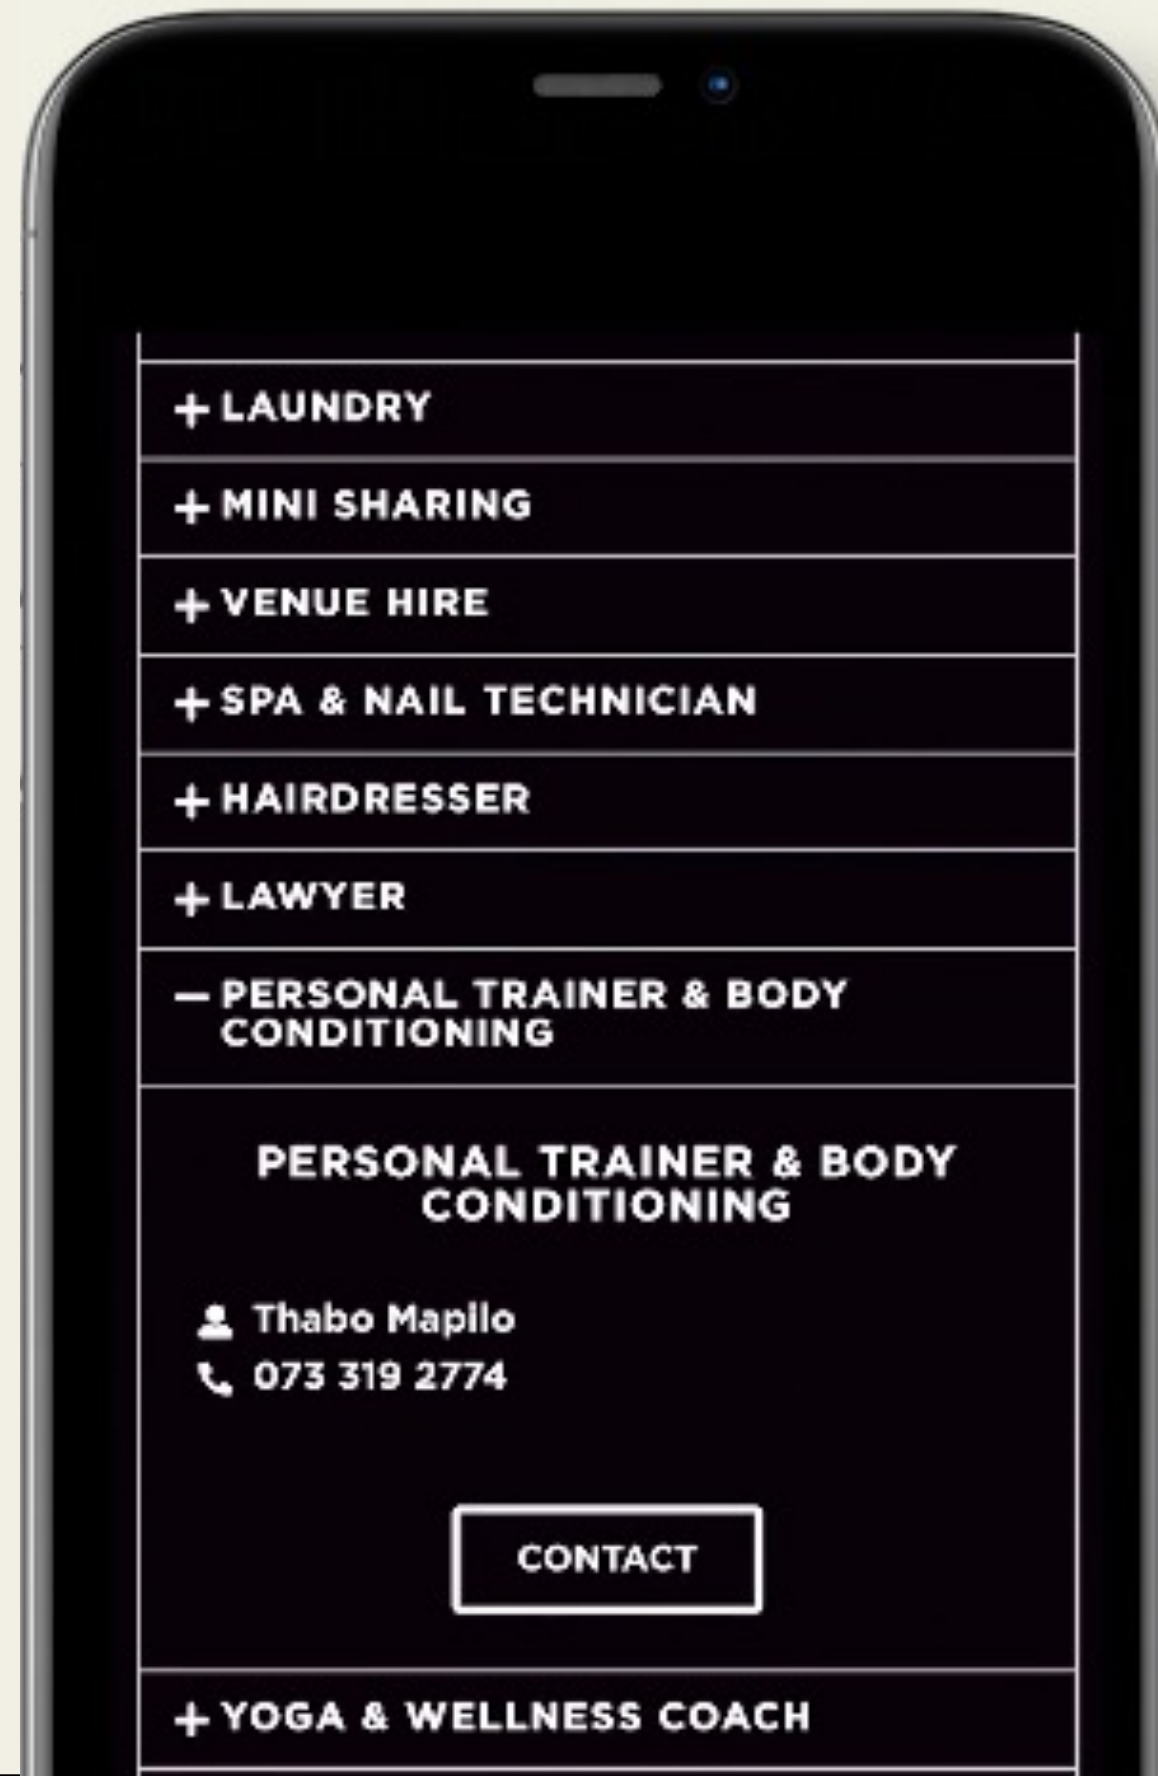 + LAUNDRY
+ MINI SHARING
+ VENUE HIRE
+ SPA & NAIL TECHNICIAN
+ HAIRDRESSER
+ LAWYER
− PERSONAL TRAINER & BODY
CONDITIONING
PERSONAL TRAINER & BODY
CONDITIONING
Thabo Mapilo
073 319 2774
CONTACT
+ YOGA & WELLNESS COACH